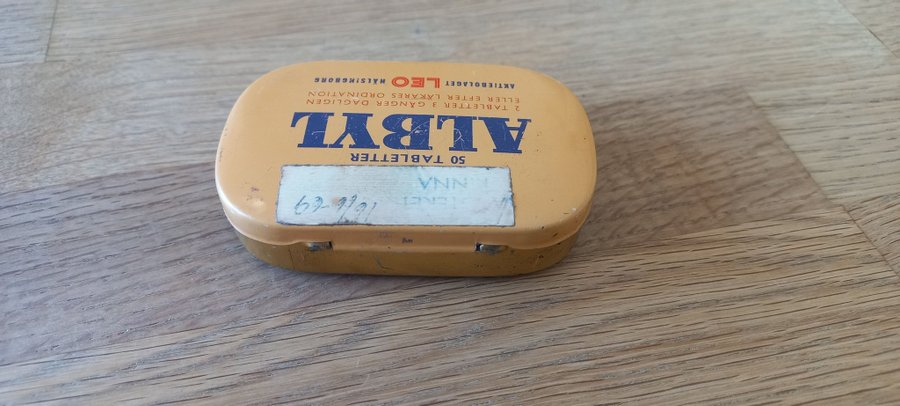 50 TABLETTER
ALBYL
2 TABLETTER 3 GÅNGER DAGLIGEN
ELLER EFTER LÄKARES ORDINATION
AKTIEBOLAGET LEO HÄLSINGBORG